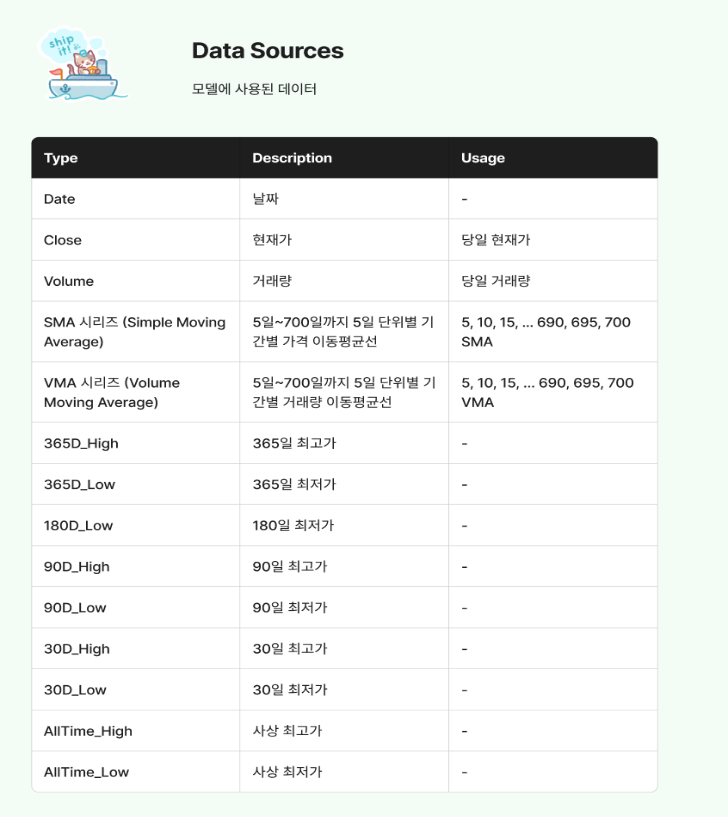 ship it!
Data Sources
모델에 사용된 데이터
Type Description Usage
Date 날짜 -
Close 현재가 당일 현재가
Volume 거래량 당일 거래량
SMA 시리즈 (Simple Moving Average) 5일~700일까지 5일 단위별 기간별 가격 이동평균선 5, 10, 15, ... 690, 695, 700 SMA
VMA 시리즈 (Volume Moving Average) 5일~700일까지 5일 단위별 기간별 거래량 이동평균선 5, 10, 15, ... 690, 695, 700 VMA
365D_High 365일 최고가 -
365D_Low 365일 최저가 -
180D_Low 180일 최저가 -
90D_High 90일 최고가 -
90D_Low 90일 최저가 -
30D_High 30일 최고가 -
30D_Low 30일 최저가 -
AllTime_High 사상 최고가 -
AllTime_Low 사상 최저가 -